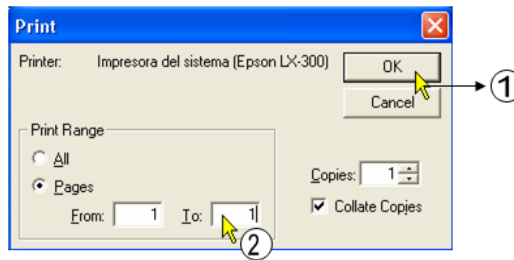 Print
Printer: Impresora del sistema (Epson LX-300)
OK
1
Cancel
Print Range
All
Pages
From: 1 To: 1
2
Copies: 1
Collate Copies